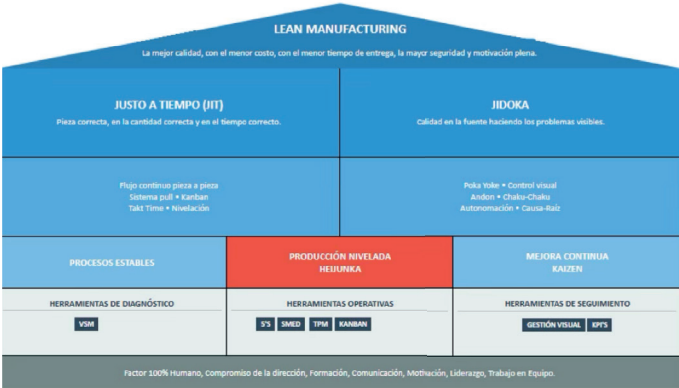 LEAN MANUFACTURING
La mejor calidad, con el menor costo, con el menor tiempo de entrega, la mayor seguridad y motivación plena.
JUSTO A TIEMPO (JIT)
Pieza correcta, en la cantidad correcta y en el tiempo correcto.
JIDOKA
Calidad en la fuente haciendo los problemas visibles.
Flujo continuo pieza a pieza
Sistema pull • Kanban
Takt Time • Nivelación
Poka Yoke • Control visual
Andon • Chaku-Chaku
Autonomación • Causa-Raíz
PROCESOS ESTABLES
PRODUCCIÓN NIVELADA
HEIJUNKA
MEJORA CONTINUA
KAIZEN
HERRAMIENTAS DE DIAGNÓSTICO
VSM
HERRAMIENTAS OPERATIVAS
5'S SMED TPM KANBAN
HERRAMIENTAS DE SEGUIMIENTO
GESTIÓN VISUAL KPI'S
Factor 100% Humano, Compromiso de la dirección, Formación, Comunicación, Motivación, Liderazgo, Trabajo en Equipo.